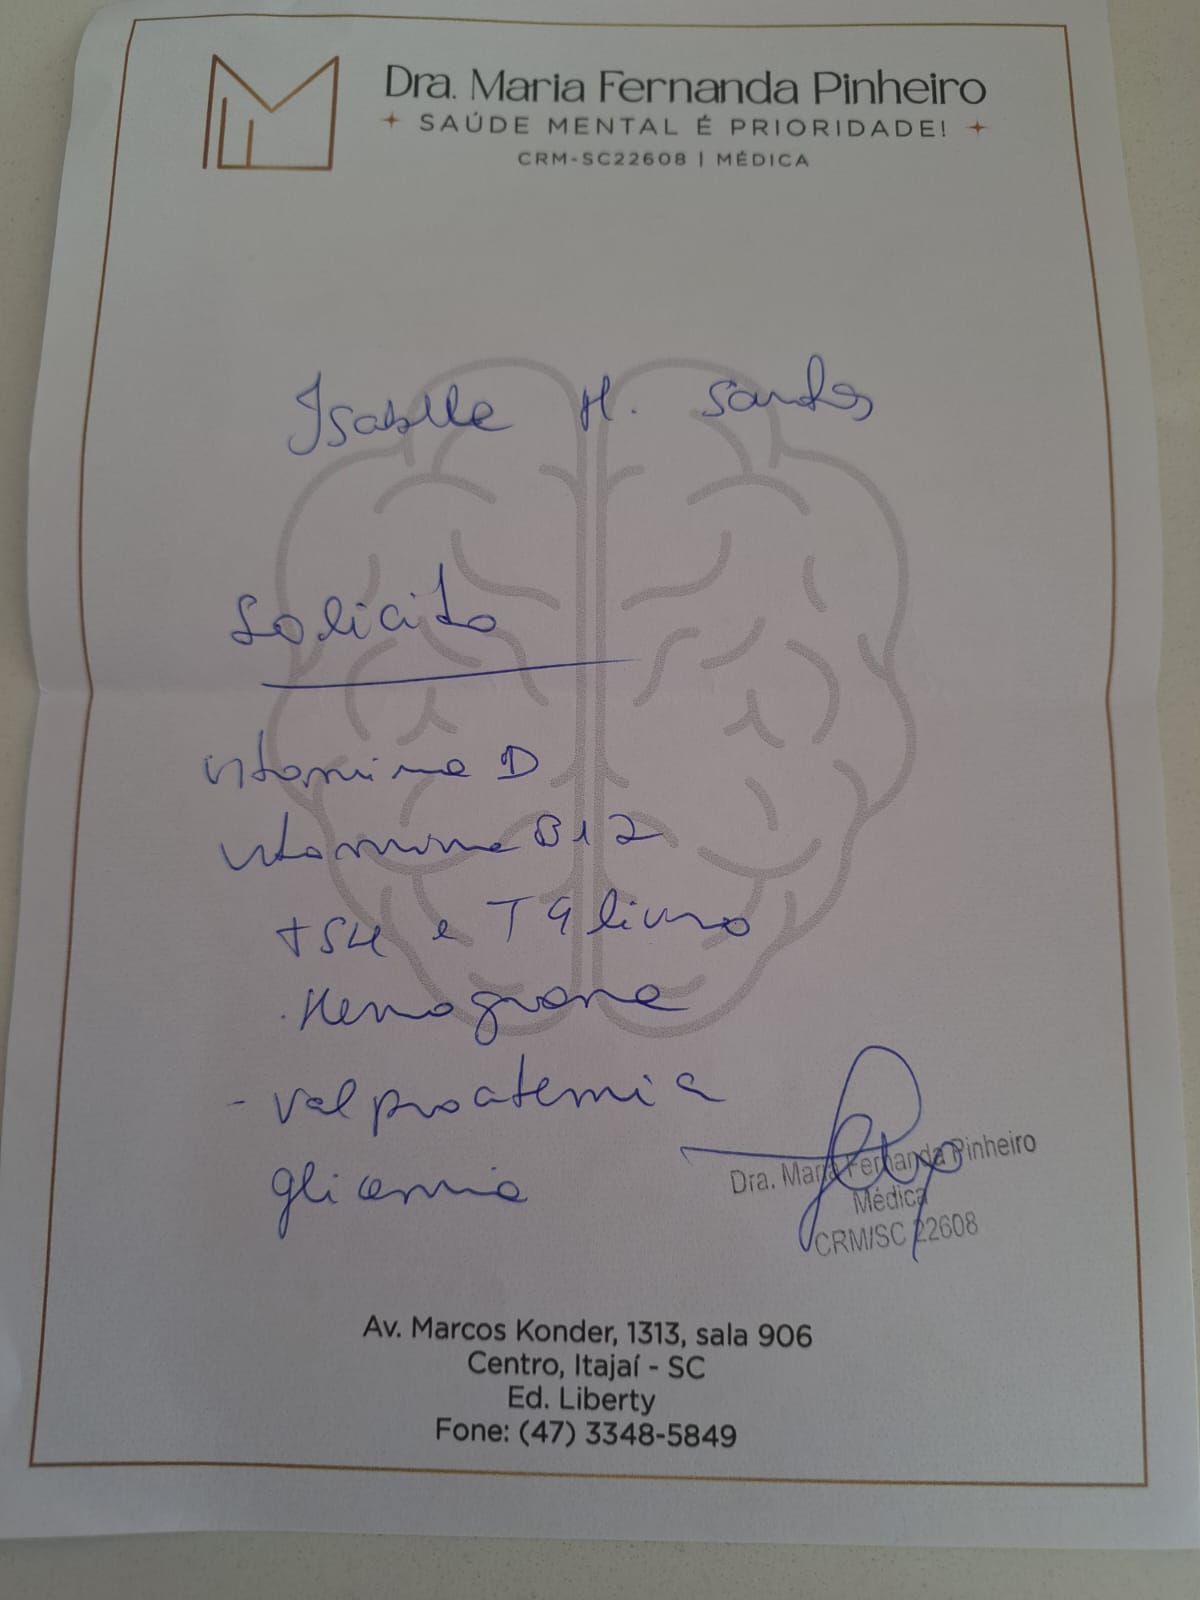 Dra. Maria Fernanda Pinheiro
SAÚDE MENTAL É PRIORIDADE!
CRM-SC22608 | MÉDICA
Isabelle H. Santos
Solicito
vitamina D
vitamina B12
TSH e T4 livre
Hemograma
- valproatemia
glicemia
Dra. Maria Fernanda Pinheiro
Médica
CRM/SC 22608
Av. Marcos Konder, 1313, sala 906
Centro, Itajaí - SC
Ed. Liberty
Fone: (47) 3348-5849